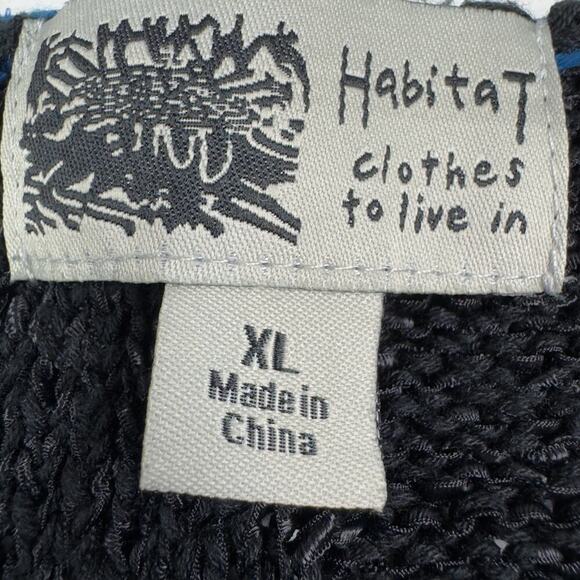 HabitaT
clothes
to live in
XL
Made in
China